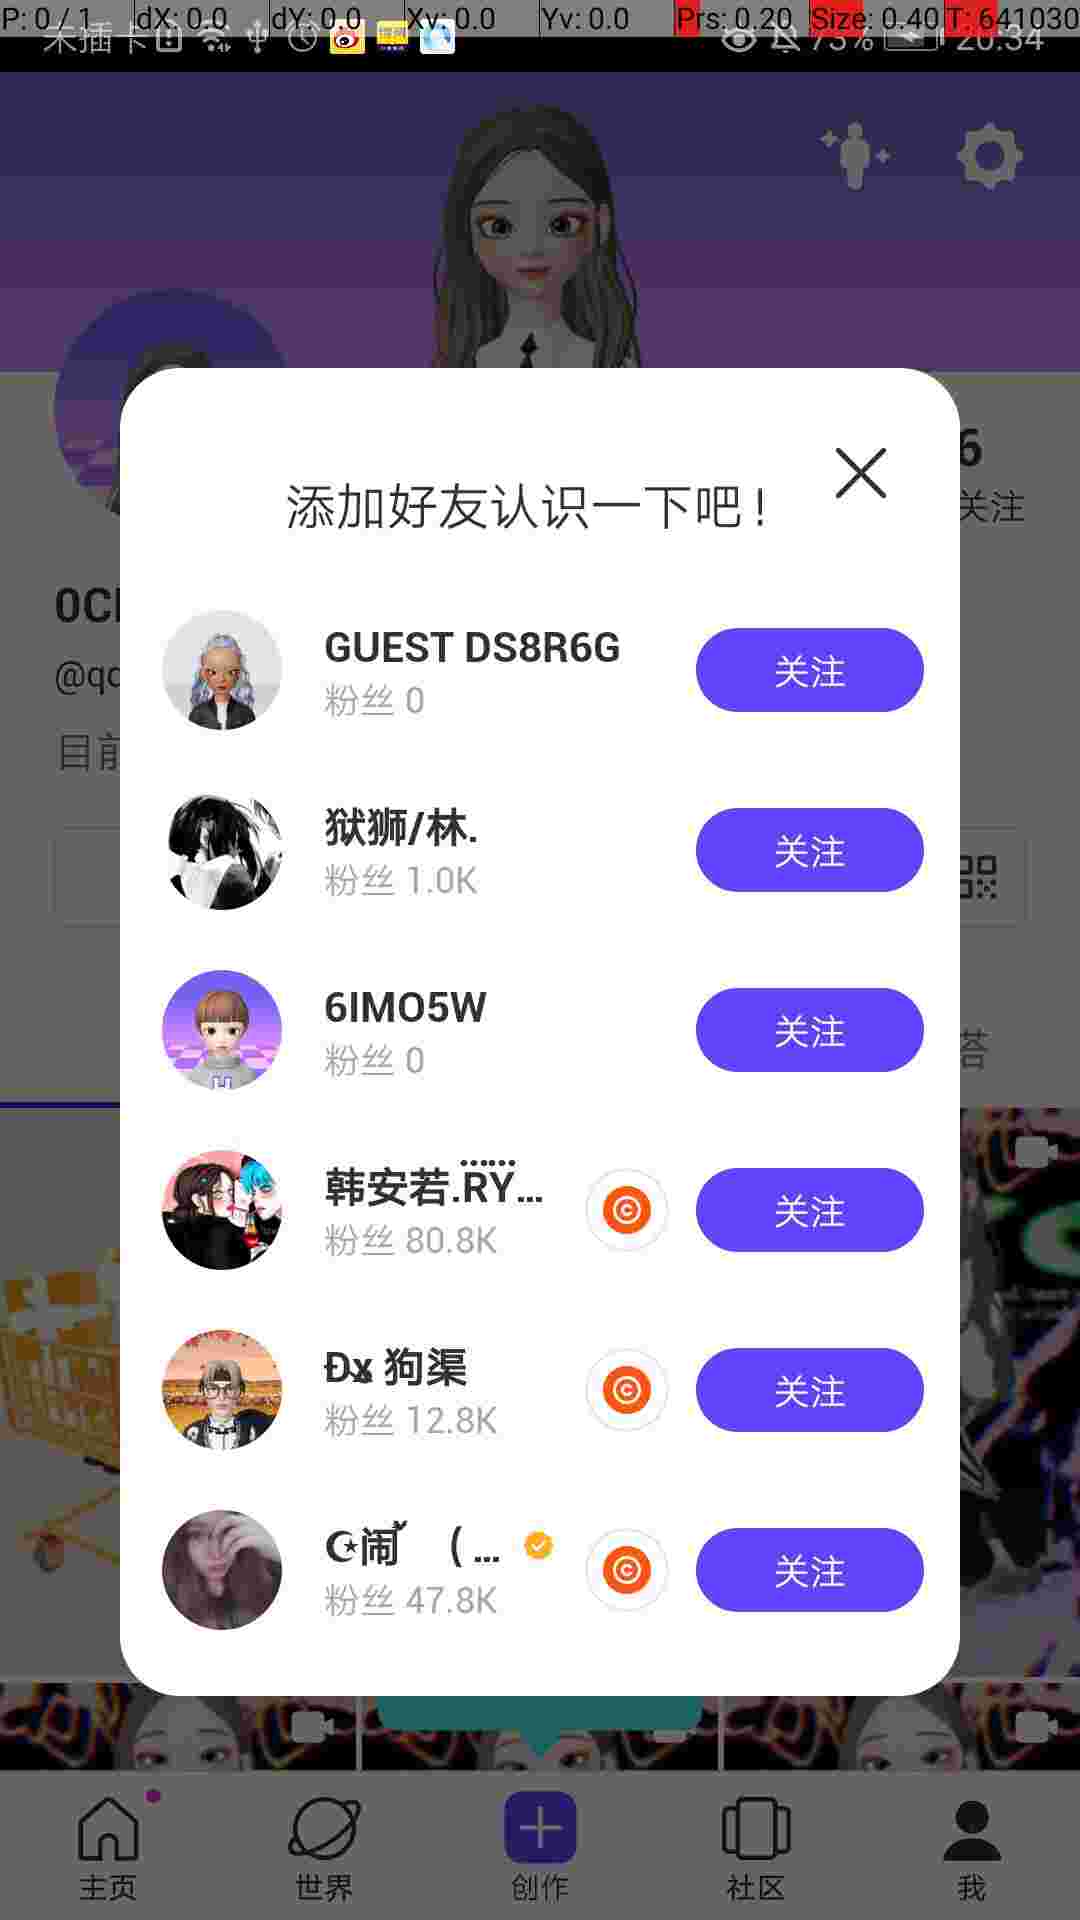 P: 0 / 1 dX: 0.0 dY: 0.0 Xv: 0.0 Yv: 0.0 Prs: 0.20 Size: 0.40 T: 641030
未插卡 73% 20:34
6
关注
添加好友认识一下吧!
0C
@qc
目前
GUEST DS8R6G
粉丝 0
关注
狱狮/林.
粉丝 1.0K
关注
6IMO5W
粉丝 0
关注
答
韩安若.RY...
粉丝 80.8K
关注
Ðx 狗渠
粉丝 12.8K
关注
☪闹 ( ...
粉丝 47.8K
关注
主页
世界
创作
社区
我